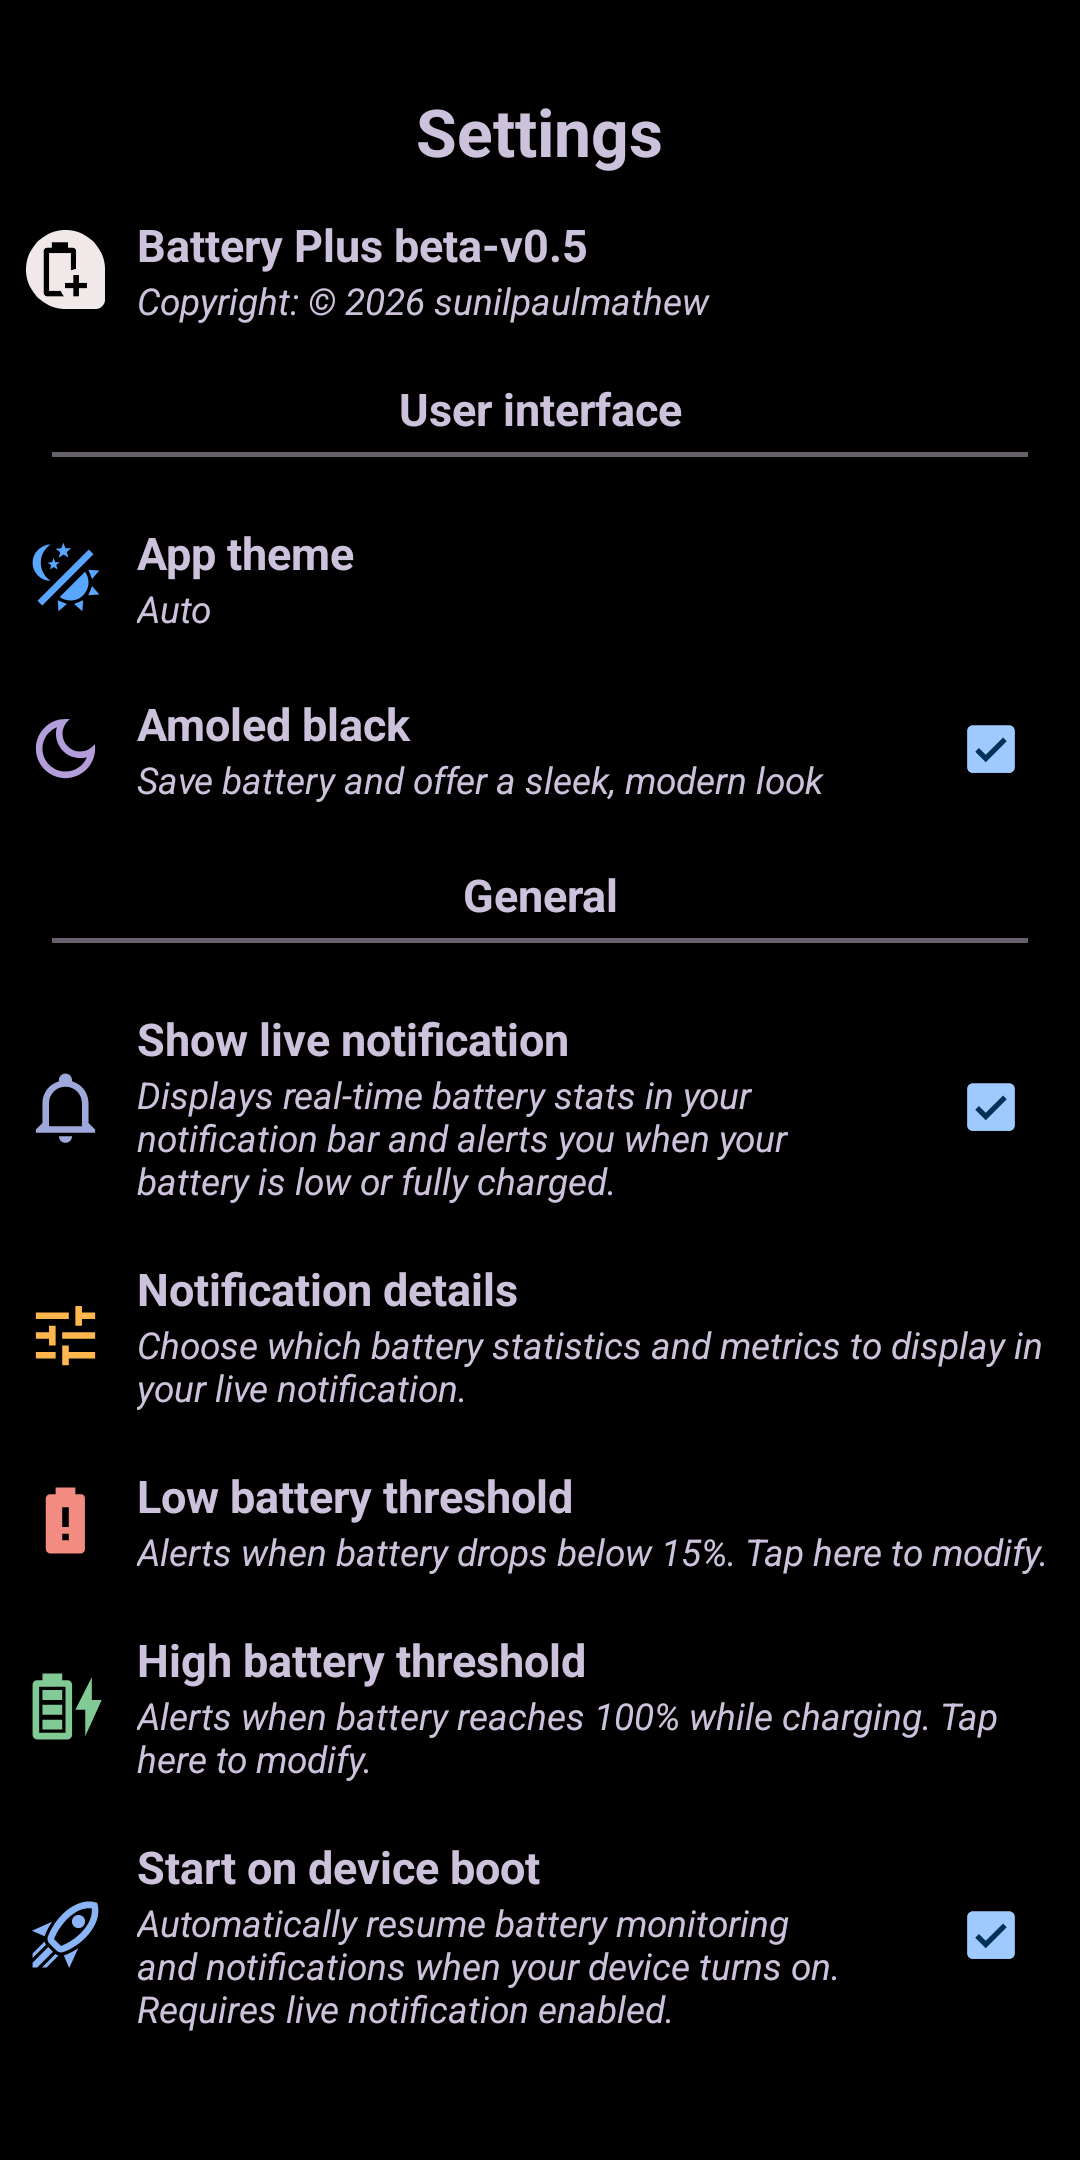 Settings
Battery Plus beta-v0.5
Copyright: © 2026 sunilpaulmathew
User interface
App theme
Auto
Amoled black
Save battery and offer a sleek, modern look
General
Show live notification
Displays real-time battery stats in your
notification bar and alerts you when your
battery is low or fully charged.
Notification details
Choose which battery statistics and metrics to display in
your live notification.
Low battery threshold
Alerts when battery drops below 15%. Tap here to modify.
High battery threshold
Alerts when battery reaches 100% while charging. Tap
here to modify.
Start on device boot
Automatically resume battery monitoring
and notifications when your device turns on.
Requires live notification enabled.